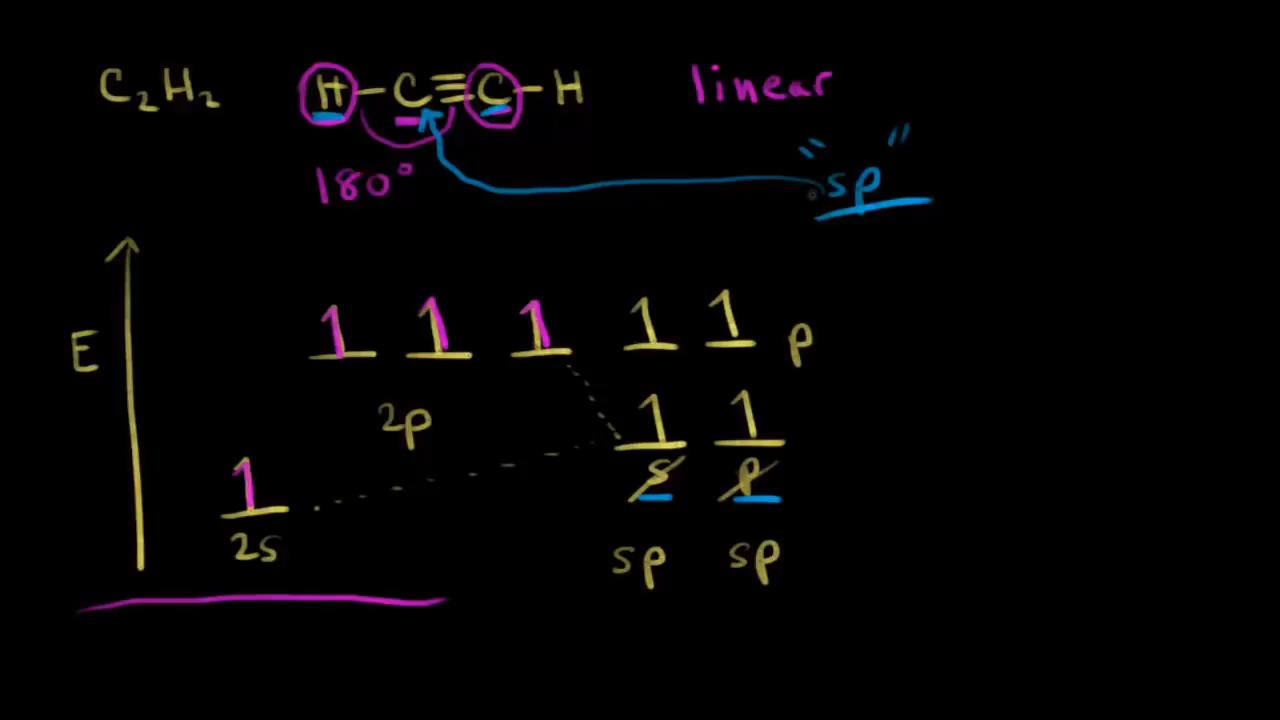 C₂H₂ H-C≡C-H linear
180° "sp"
E 1 1 1 1 1 p
2p 1 1
1 s p
2s sp sp